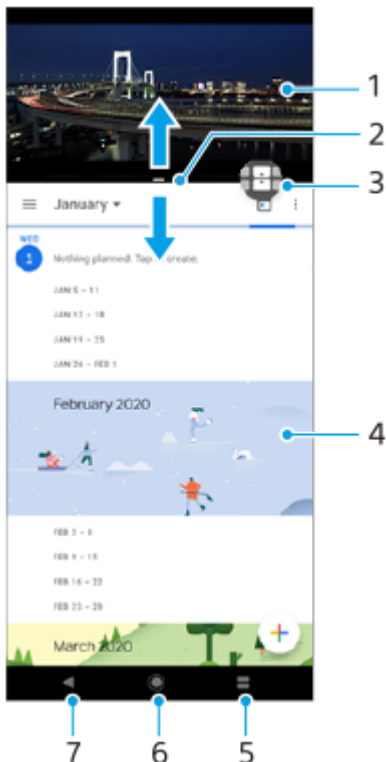 1
2
3
January
WED
1 Nothing planned. Tap to create.
JAN 5 – 11
JAN 12 – 18
JAN 19 – 25
JAN 26 – FEB 1
February 2020
4
FEB 2 – 8
FEB 9 – 15
FEB 16 – 22
FEB 23 – 29
March 2020
7 6 5